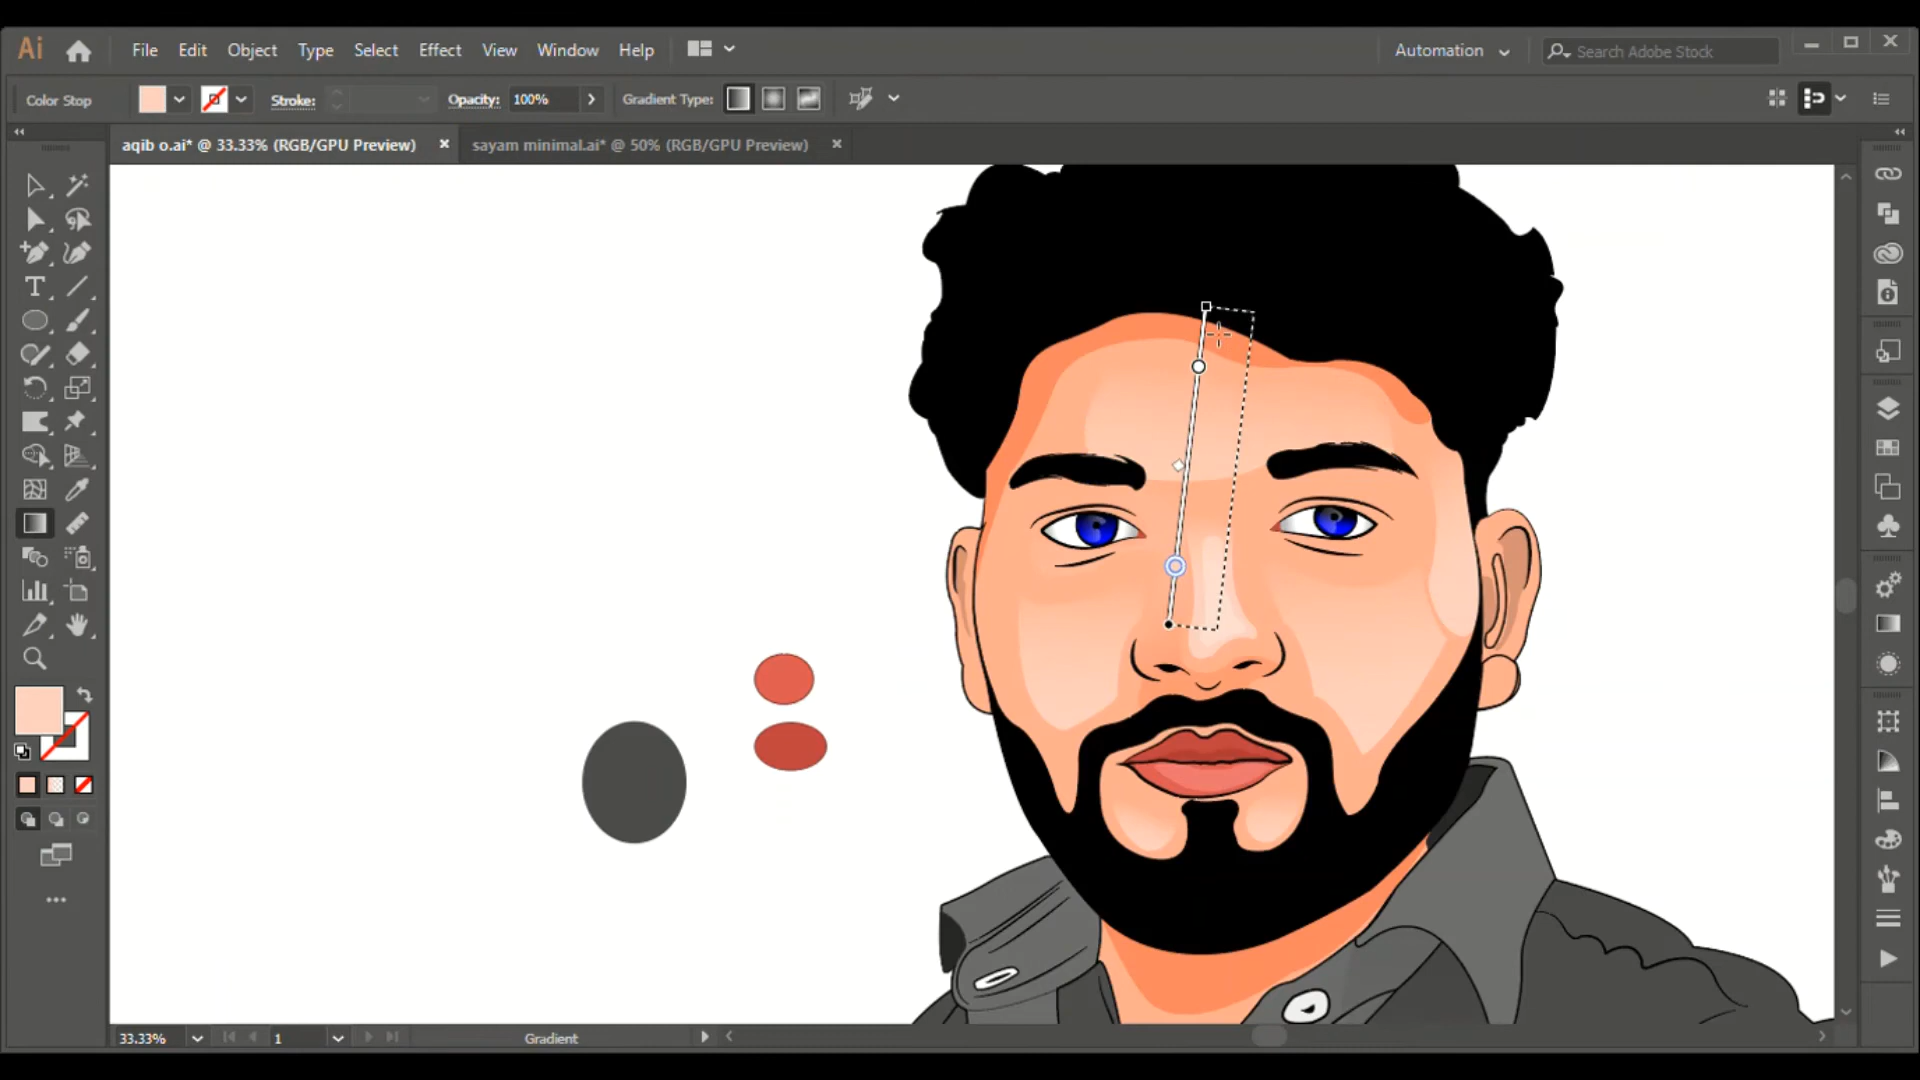 Ai File Edit Object Type Select Effect View Window Help Automation Search Adobe Stock
Color Stop Stroke: Opacity: 100% Gradient Type:
aqib o.ai* @ 33.33% (RGB/GPU Preview) sayam minimal.ai* @ 50% (RGB/GPU Preview)
33.33% 1 Gradient